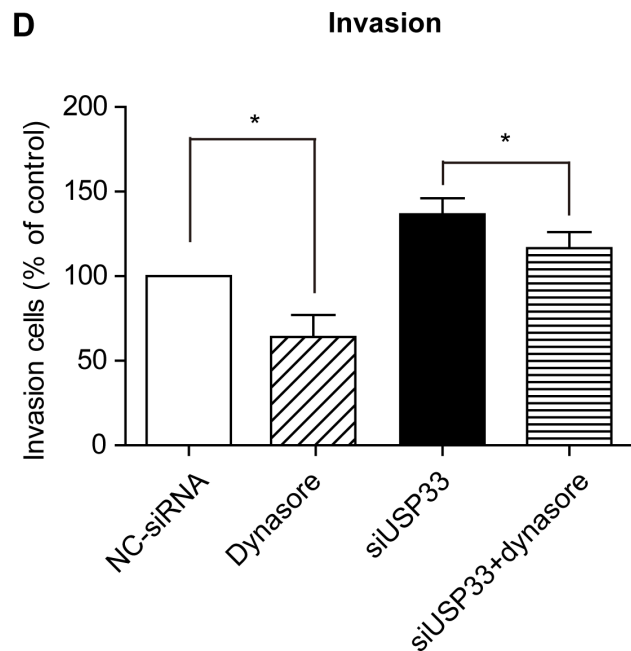 D
Invasion
Invasion cells (% of control)
200
150
100
50
0
*
*
NC-siRNA
Dynasore
siUSP33
siUSP33+dynasore